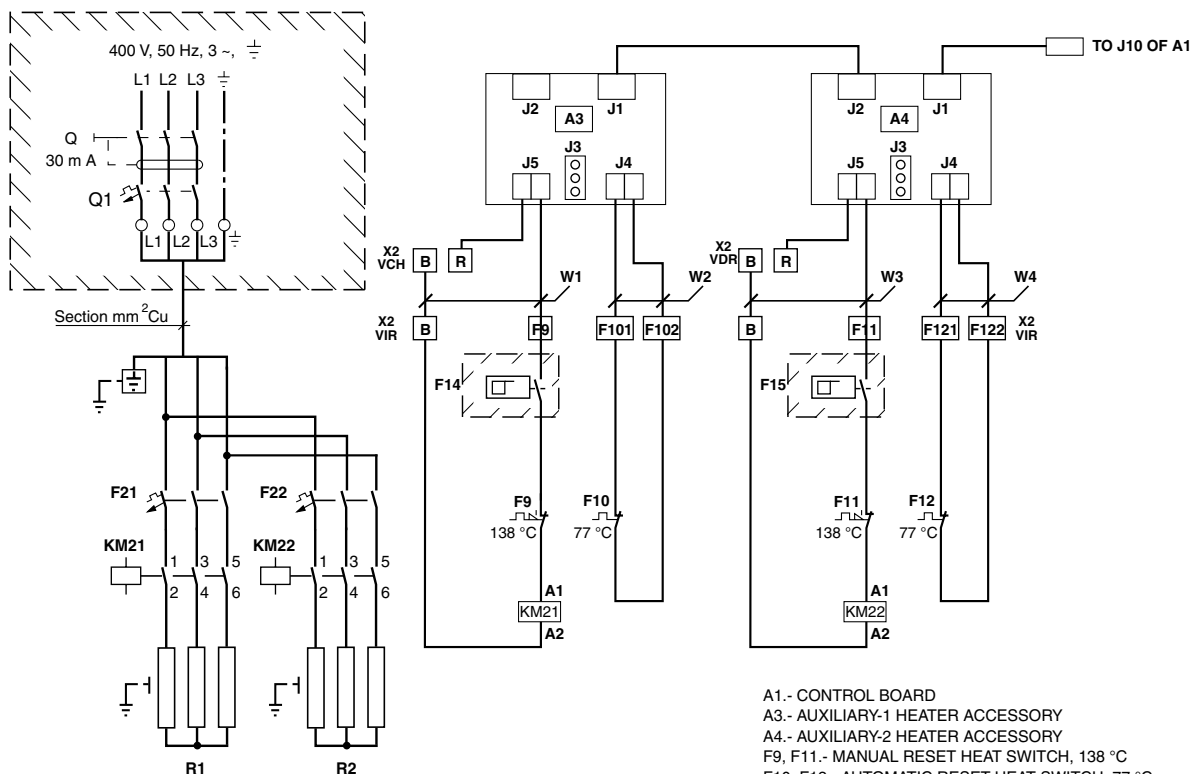 400 V, 50 Hz, 3 ~,
L1 L2 L3
Q
30 m A
Q1
L1 L2 L3
Section mm²Cu
F21
F22
KM21
1 3 5
2 4 6
KM22
1 3 5
2 4 6
R1
R2
TO J10 OF A1
J2
J1
A3
J3
J5
J4
J2
J1
A4
J3
J5
J4
X2
VCH
B
R
X2
VDR
B
R
W1
W2
W3
W4
X2
VIR
B
F9
F101
F102
B
F11
F121
F122
X2
VIR
F14
F15
F9
138 °C
F10
77 °C
F11
138 °C
F12
77 °C
A1
KM21
A2
A1
KM22
A2
A1.- CONTROL BOARD
A3.- AUXILIARY-1 HEATER ACCESSORY
A4.- AUXILIARY-2 HEATER ACCESSORY
F9, F11.- MANUAL RESET HEAT SWITCH, 138 °C